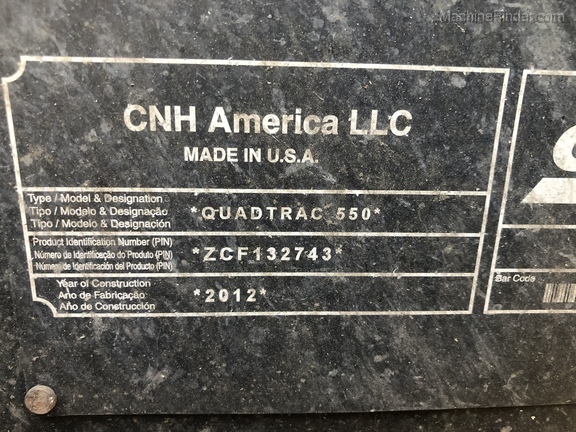 MachineFinder.com
CNH America LLC
MADE IN U.S.A.
Type / Model & Designation
Tipo / Modelo & Designação
Tipo / Modelo & Designación
*QUADTRAC 550*
Product Identification Number (PIN)
Número de Identificação do Produto (PIN)
Número de Identificación del Producto (PIN)
*ZCF132743*
Year of Construction
Ano de Fabricação
Año de Construcción
*2012*
Bar Code